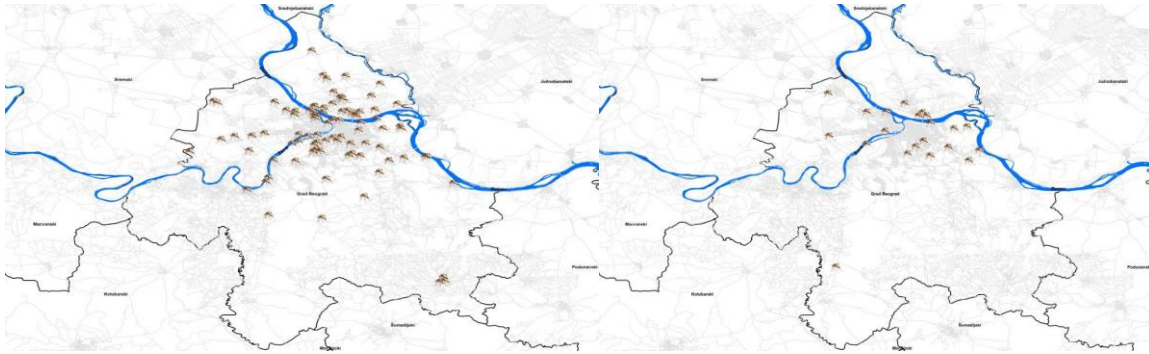 Srednjebanatski
Sremski
Južnobanatski
Grad Beograd
Macvanski
Podunavski
Kolubarski
Šumadijski
Srednjebanatski
Sremski
Južnobanatski
Grad Beograd
Macvanski
Podunavski
Kolubarski
Šumadijski